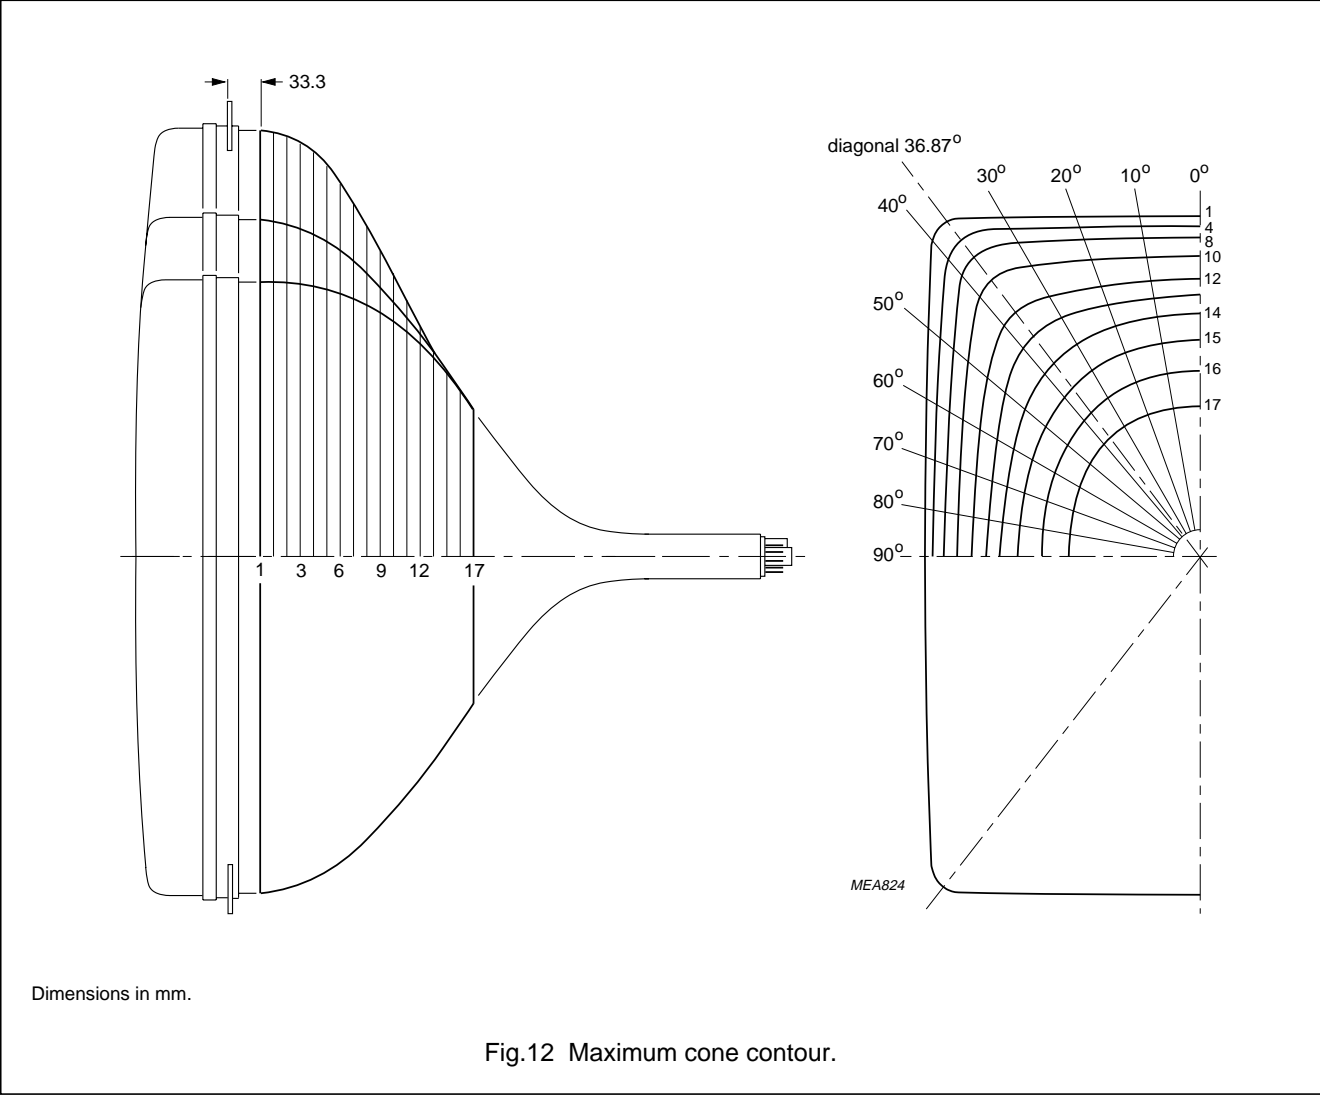 33.3
1 3 6 9 12 17
diagonal 36.87°
40° 30° 20° 10° 0°
50°
60°
70°
80°
90°
1
4
8
10
12
14
15
16
17
MEA824
Dimensions in mm.
Fig.12 Maximum cone contour.